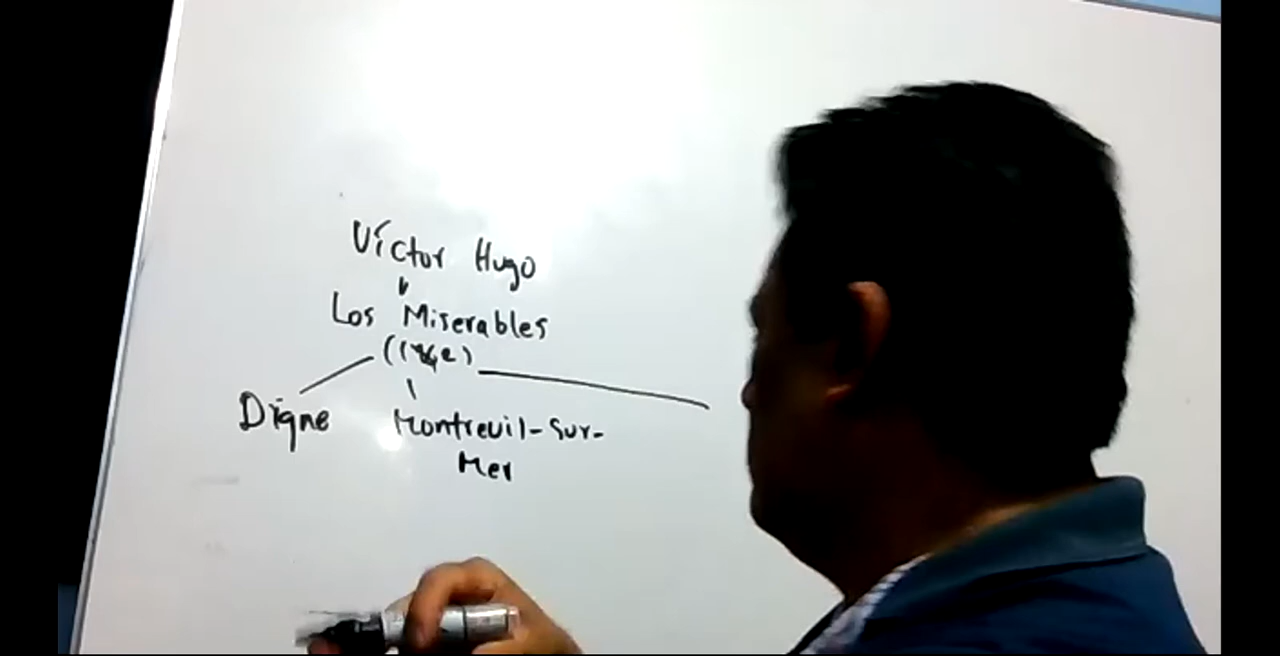 Víctor Hugo
Los Miserables
Digne
Montreuil-Sur-
Mer